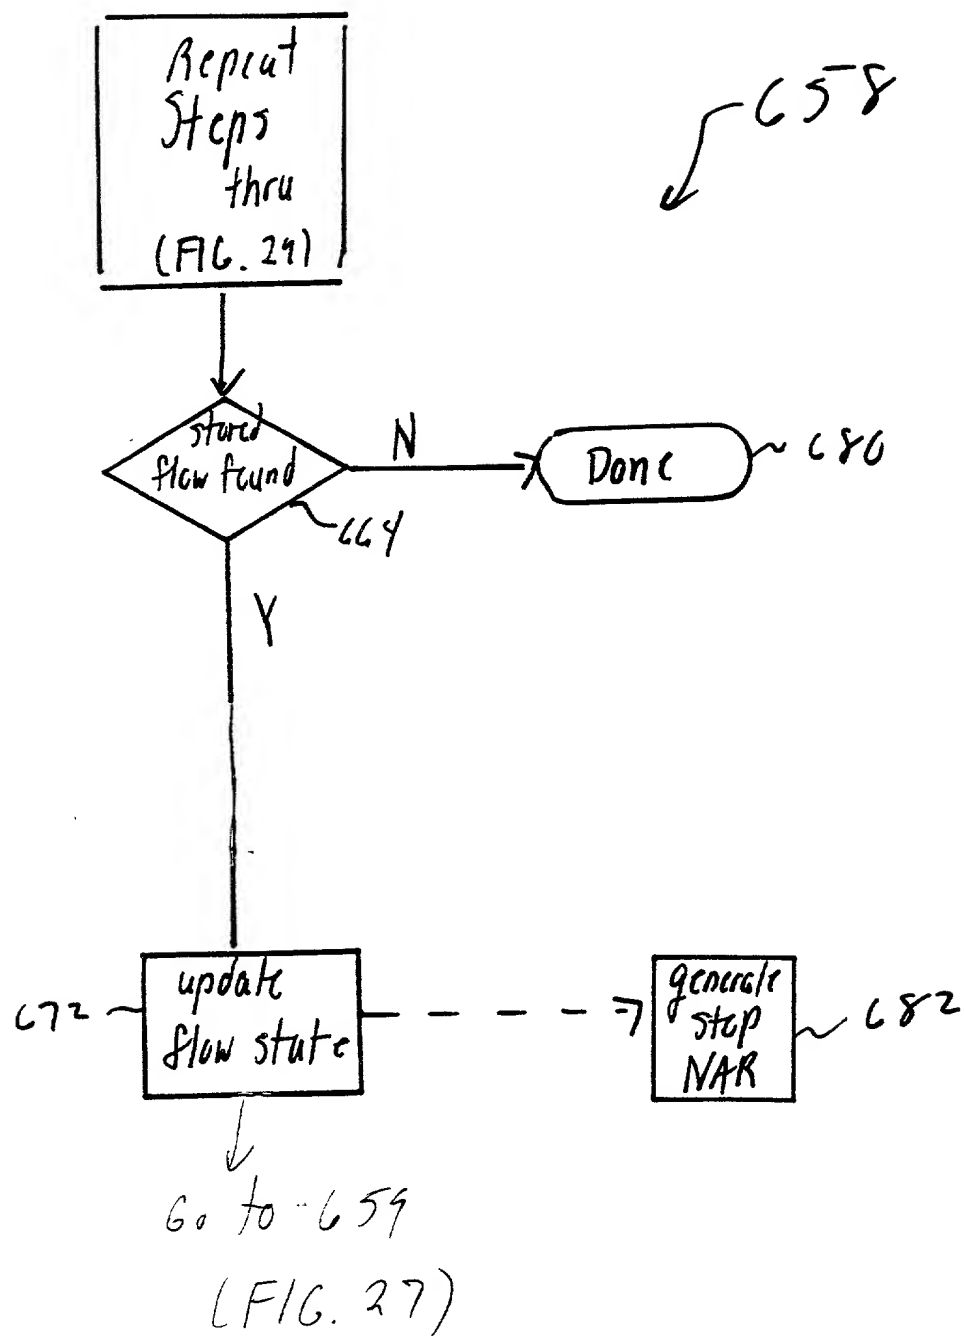 Repeat
Steps
thru
(FIG. 29)
658
stored
flow found
N
Done
680
664
Y
672
update
flow state
generate
stop
NAR
682
Go to 659
(FIG. 27)